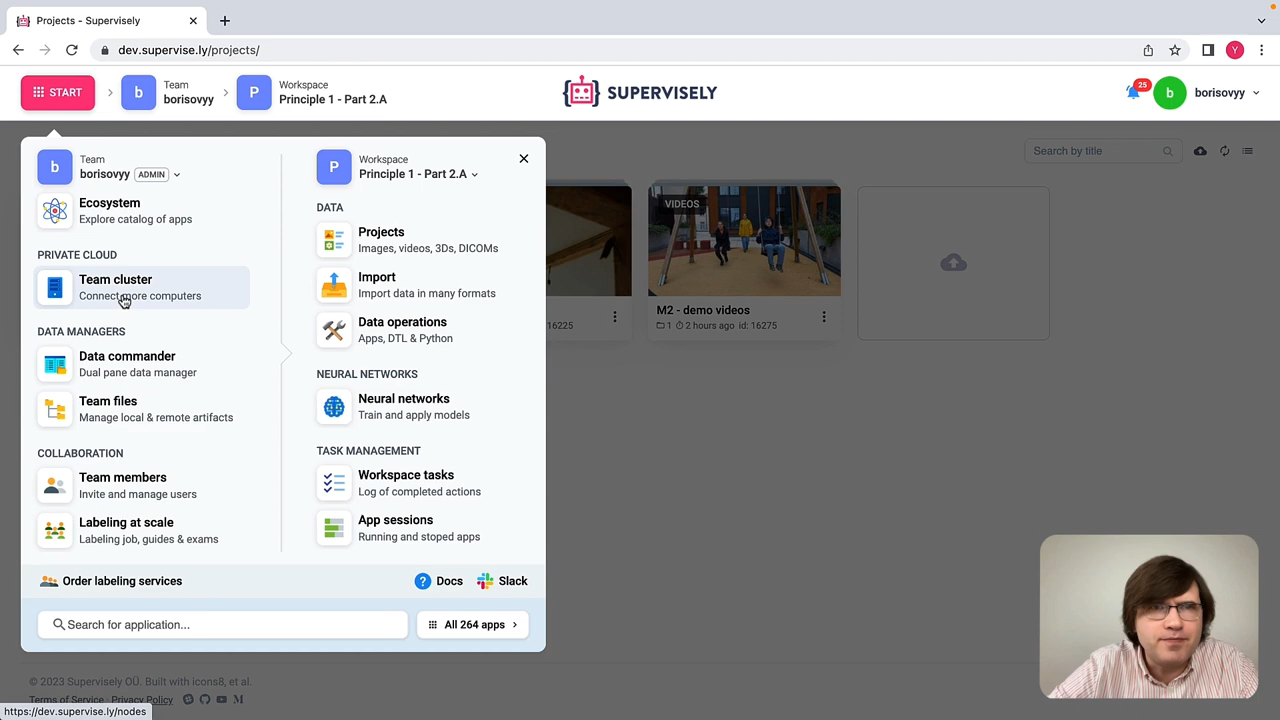 Projects - Supervisely
dev.supervise.ly/projects/
Y
START
b
Team
borisovyy
P
Workspace
Principle 1 - Part 2.A
SUPERVISELY
25
b
borisovyy
b
Team
borisovyy
ADMIN
Ecosystem
Explore catalog of apps
PRIVATE CLOUD
Team cluster
Connect more computers
DATA MANAGERS
Data commander
Dual pane data manager
Team files
Manage local & remote artifacts
COLLABORATION
Team members
Invite and manage users
Labeling at scale
Labeling job, guides & exams
P
Workspace
Principle 1 - Part 2.A
DATA
Projects
Images, videos, 3Ds, DICOMs
Import
Import data in many formats
Data operations
Apps, DTL & Python
NEURAL NETWORKS
Neural networks
Train and apply models
TASK MANAGEMENT
Workspace tasks
Log of completed actions
App sessions
Running and stoped apps
Order labeling services
Docs
Slack
Search for application...
All 264 apps
Search by title
16225
VIDEOS
M2 - demo videos
1 2 hours ago id: 16275
© 2023 Supervisely OÜ. Built with icons8, et al.
Terms of Service · Privacy Policy
https://dev.supervise.ly/nodes